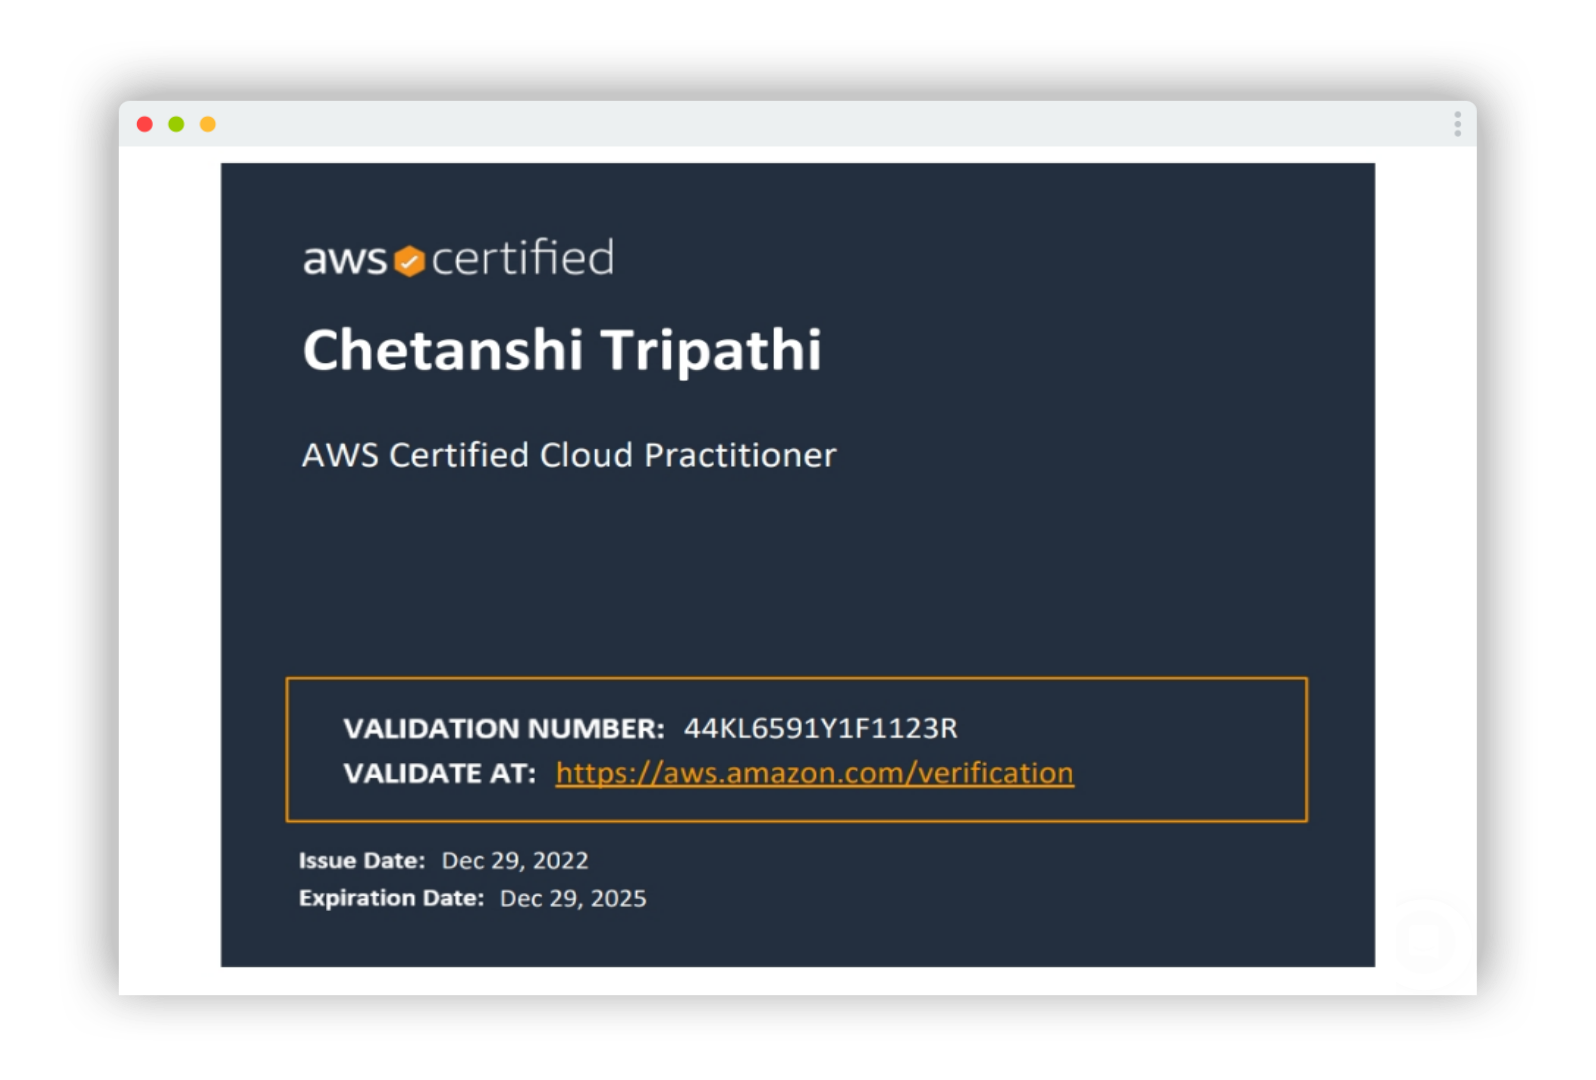 aws certified
Chetanshi Tripathi
AWS Certified Cloud Practitioner
VALIDATION NUMBER: 44KL6591Y1F1123R
VALIDATE AT: https://aws.amazon.com/verification
Issue Date: Dec 29, 2022
Expiration Date: Dec 29, 2025